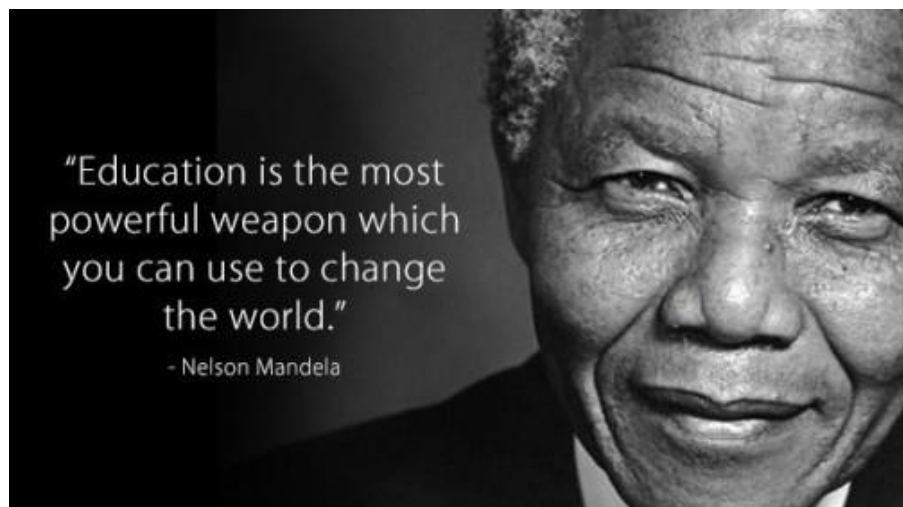 “Education is the most
powerful weapon which
you can use to change
the world.”
- Nelson Mandela